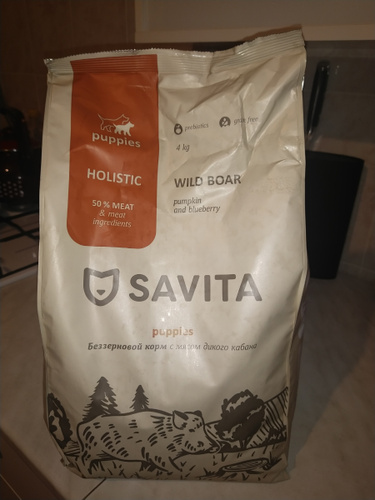 puppies
HOLISTIC
50 % MEAT
& meat
ingredients
prebiotics
grain free
4 kg
WILD BOAR
pumpkin
and blueberry
SAVITA
puppies
Беззерновой корм с мясом дикого кабана